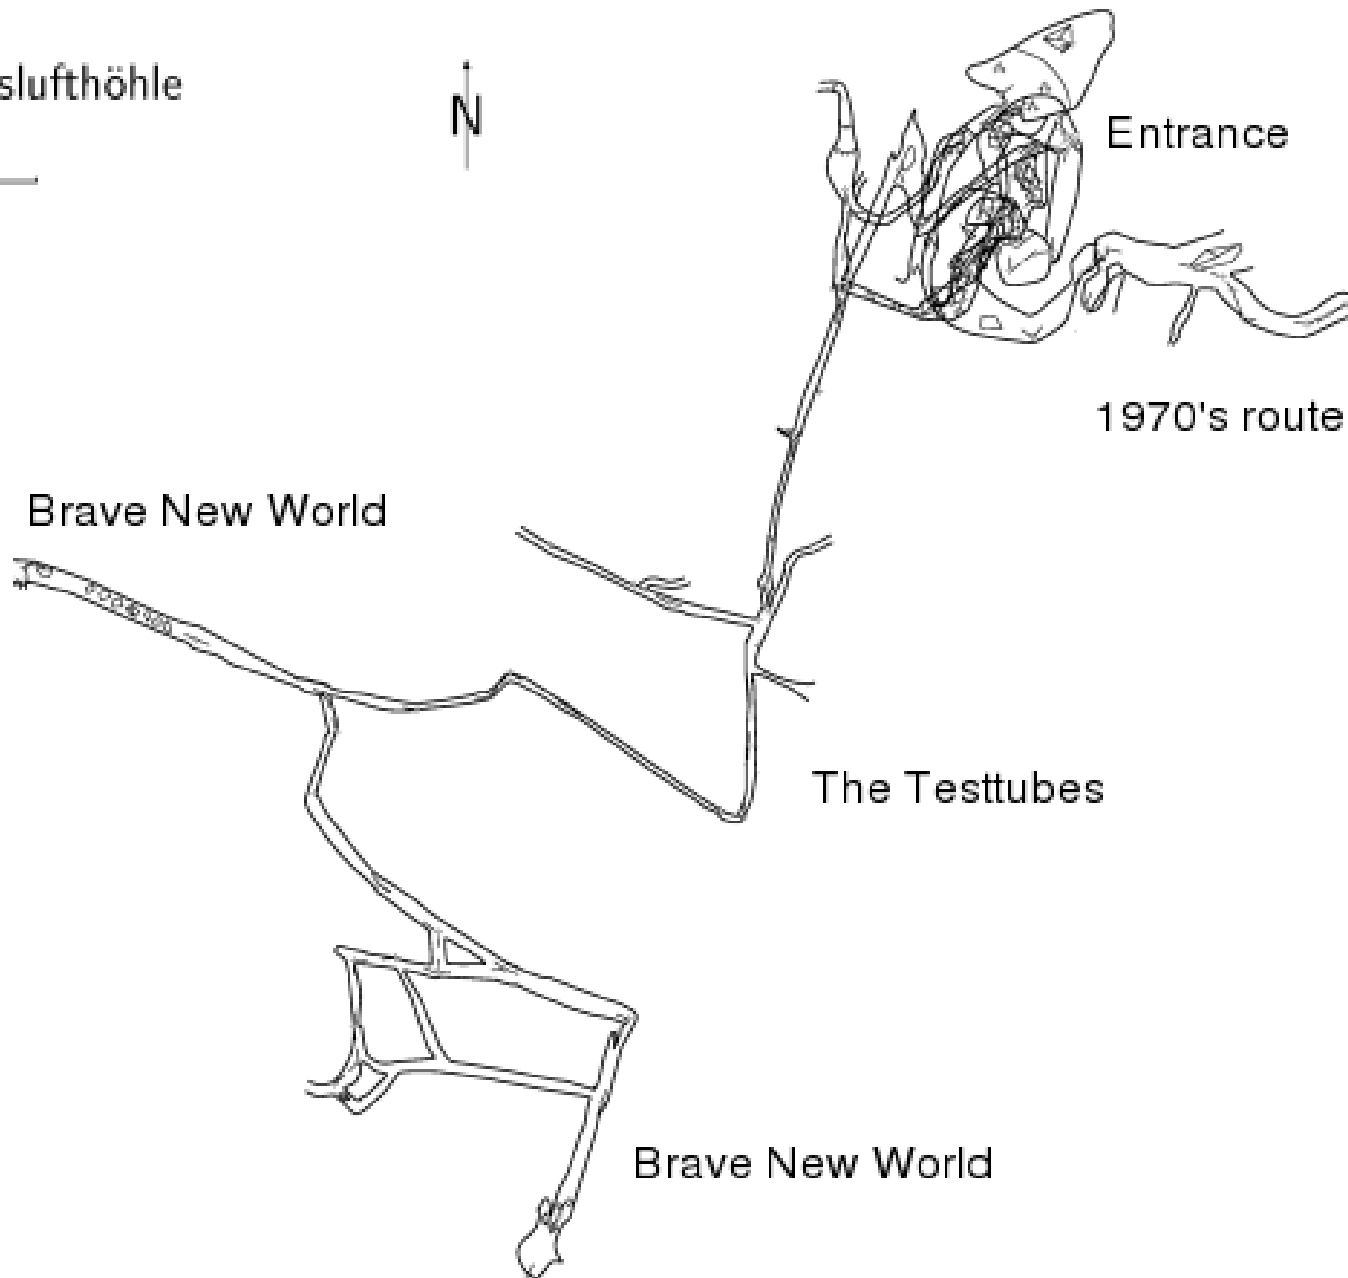 slufthöhle
N
Entrance
1970's route
Brave New World
The Testtubes
Brave New World